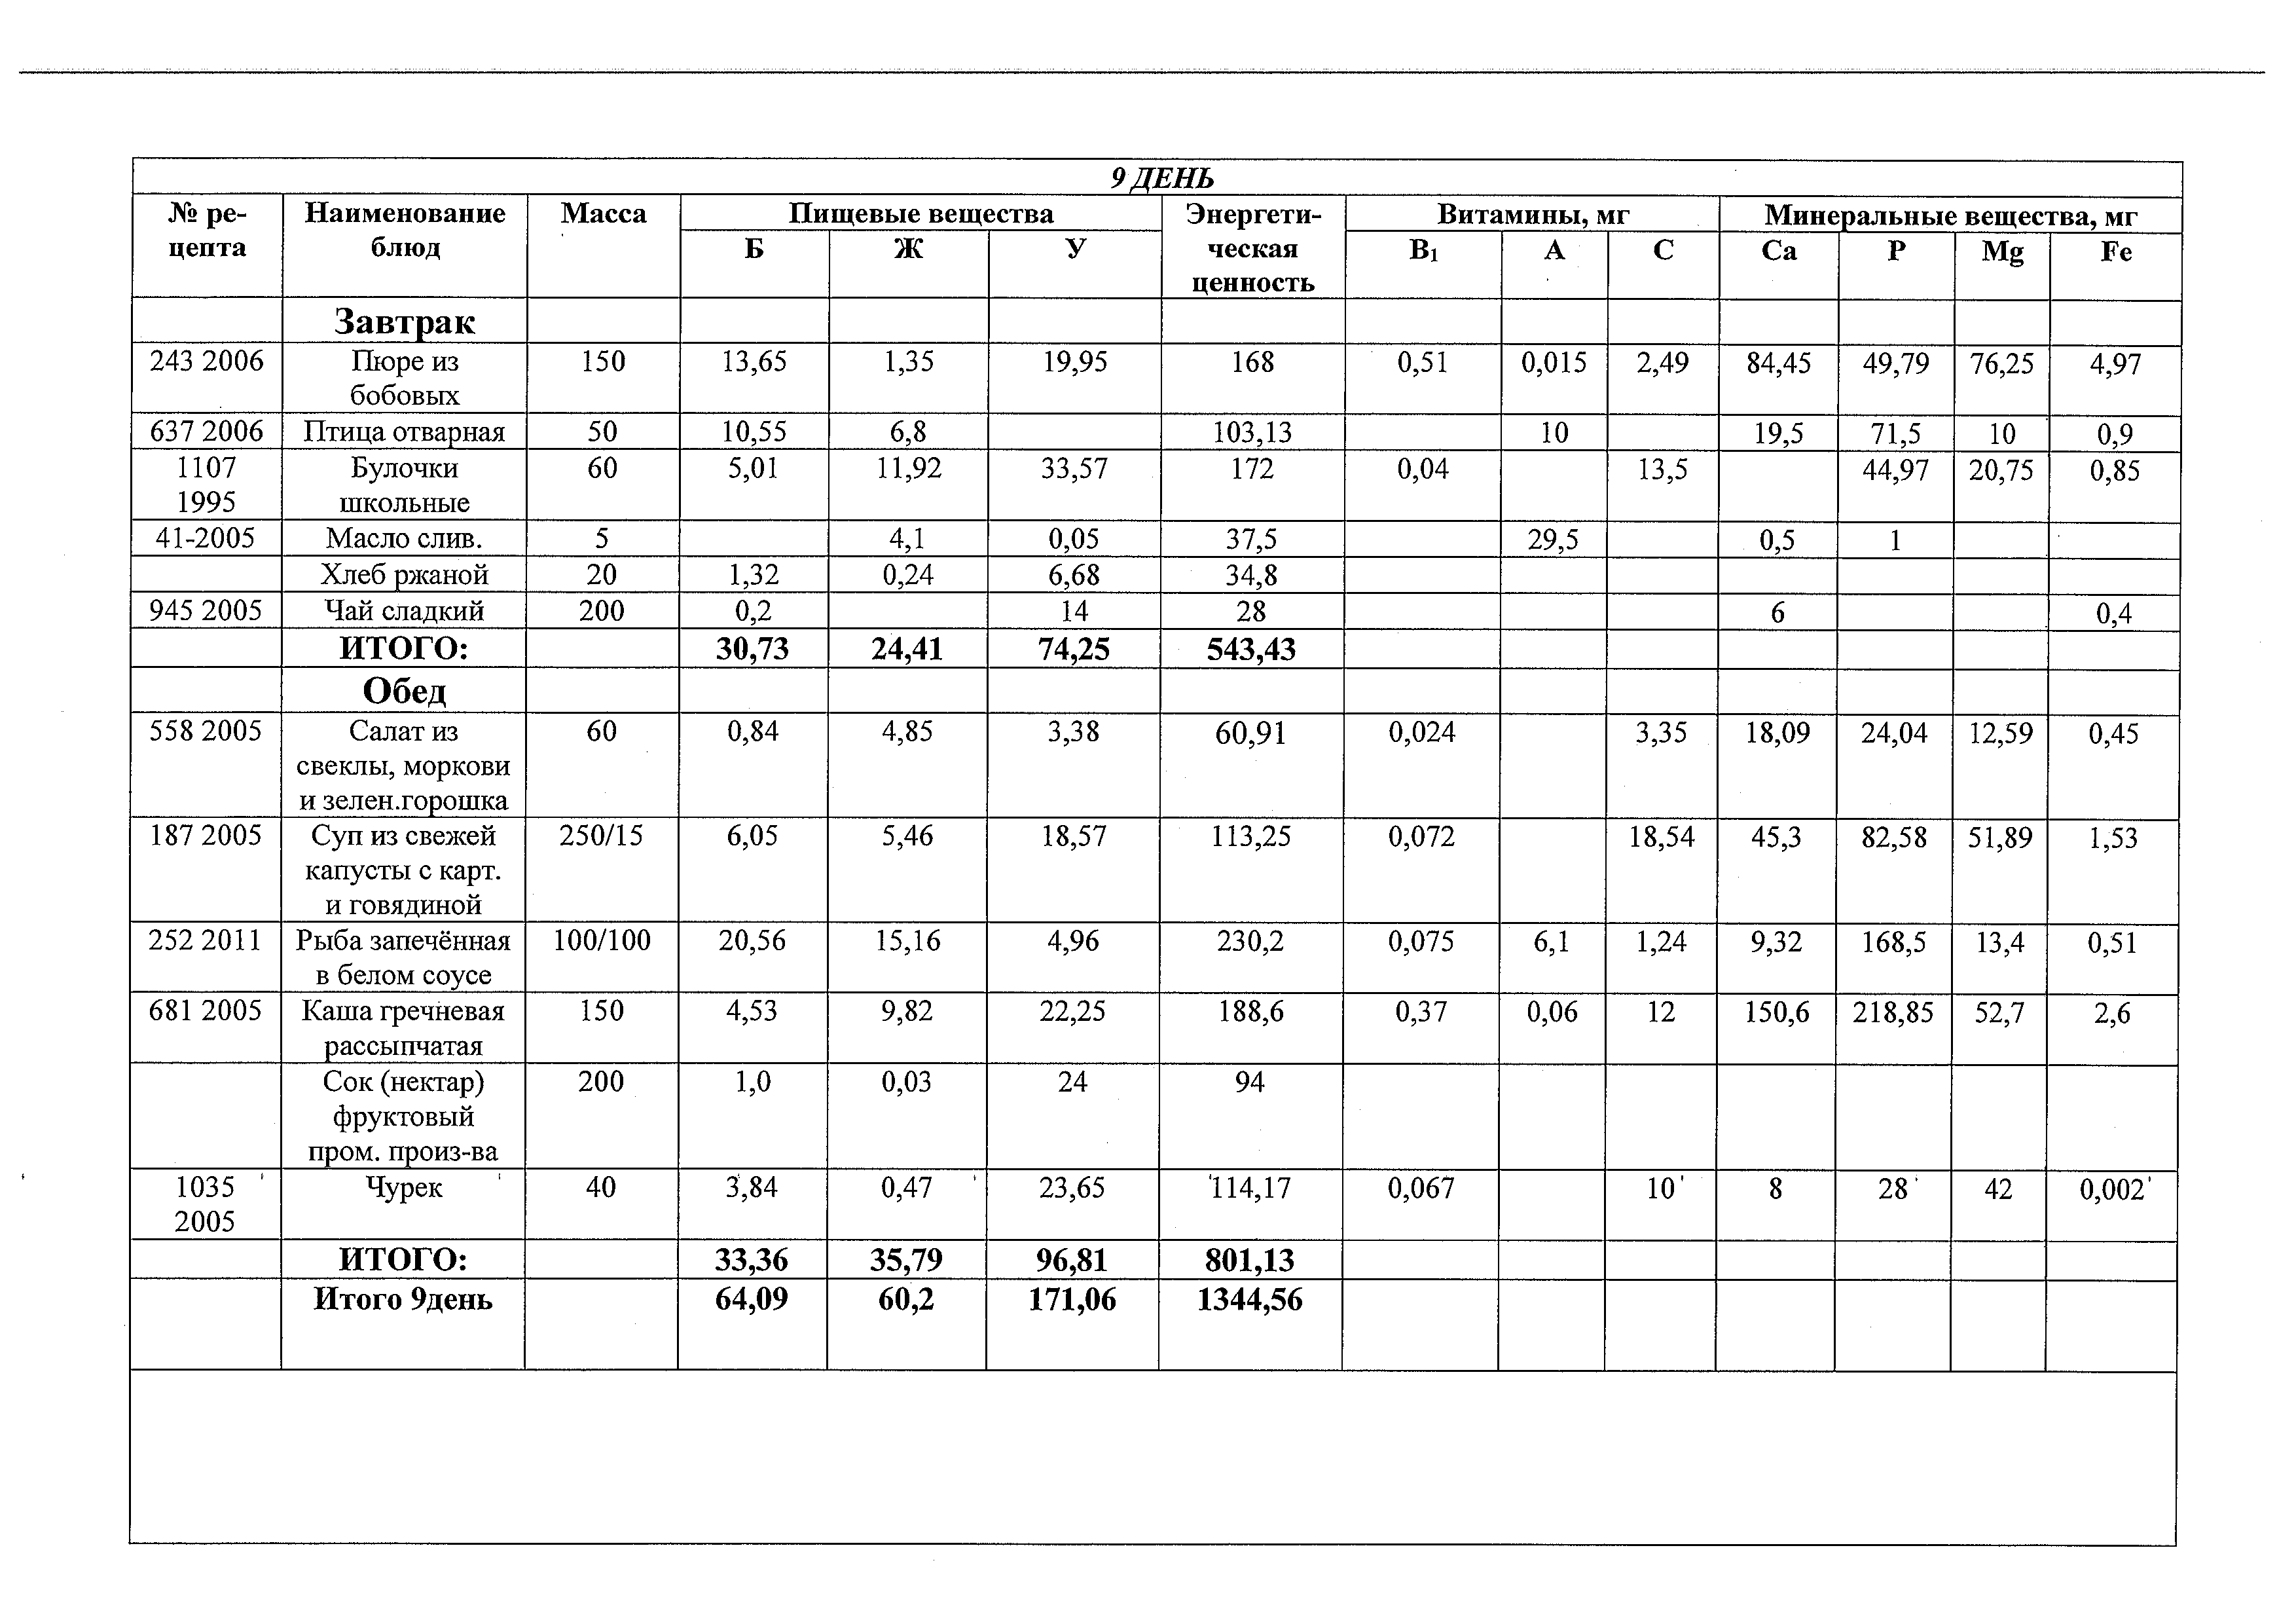 9 ДЕНЬ
№ ре- Наименование Масса Пищевые вещества Энергети- Витамины, мг Минеральные вещества, мг
цепта блюд Б Ж У ческая B1 A C Ca P Mg Fe
ценность
Завтрак
243 2006 Пюре из 150 13,65 1,35 19,95 168 0,51 0,015 2,49 84,45 49,79 76,25 4,97
бобовых
637 2006 Птица отварная 50 10,55 6,8 103,13 10 19,5 71,5 10 0,9
1107 Булочки 60 5,01 11,92 33,57 172 0,04 13,5 44,97 20,75 0,85
1995 школьные
41-2005 Масло слив. 5 4,1 0,05 37,5 29,5 0,5 1
Хлеб ржаной 20 1,32 0,24 6,68 34,8
945 2005 Чай сладкий 200 0,2 14 28 6 0,4
ИТОГО: 30,73 24,41 74,25 543,43
Обед
558 2005 Салат из 60 0,84 4,85 3,38 60,91 0,024 3,35 18,09 24,04 12,59 0,45
свеклы, моркови
и зелен.горошка
187 2005 Суп из свежей 250/15 6,05 5,46 18,57 113,25 0,072 18,54 45,3 82,58 51,89 1,53
капусты с карт.
и говядиной
252 2011 Рыба запечённая 100/100 20,56 15,16 4,96 230,2 0,075 6,1 1,24 9,32 168,5 13,4 0,51
в белом соусе
681 2005 Каша гречневая 150 4,53 9,82 22,25 188,6 0,37 0,06 12 150,6 218,85 52,7 2,6
рассыпчатая
Сок (нектар) 200 1,0 0,03 24 94
фруктовый
пром. произ-ва
1035 Чурек 40 3,84 0,47 23,65 114,17 0,067 10 8 28 42 0,002
2005
ИТОГО: 33,36 35,79 96,81 801,13
Итого 9день 64,09 60,2 171,06 1344,56